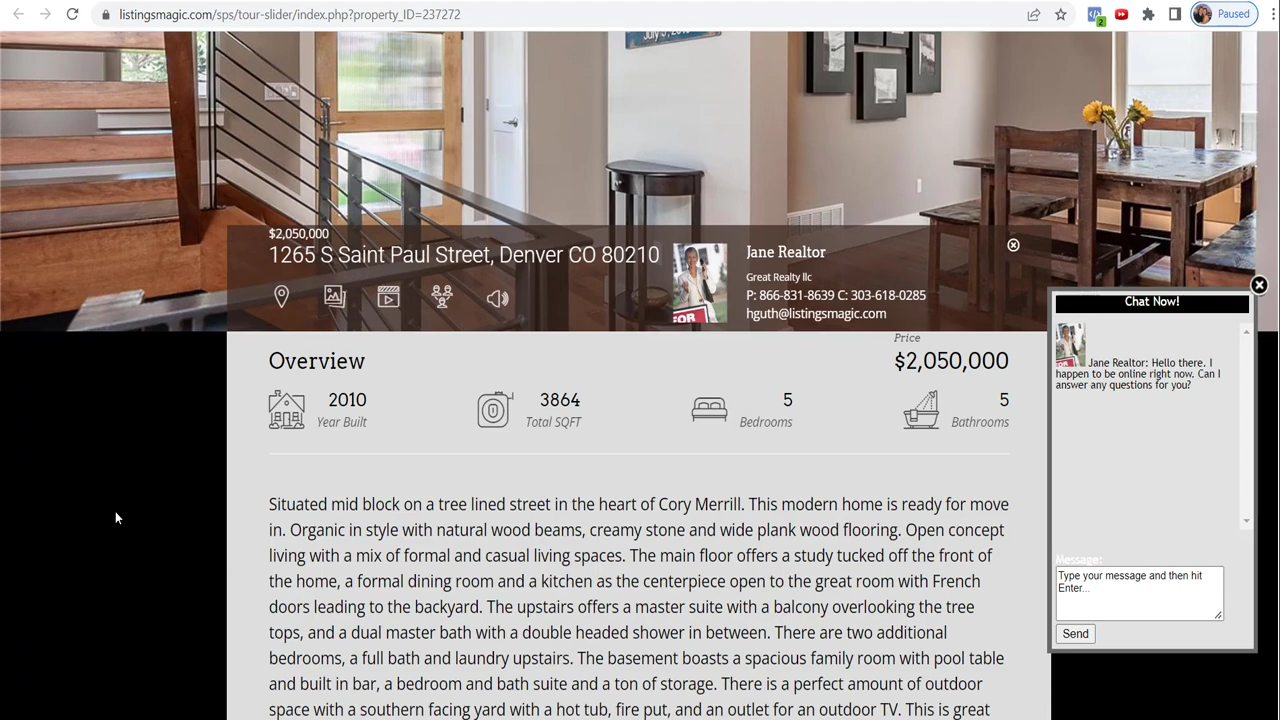 listingsmagic.com/sps/tour-slider/index.php?property_ID=237272
2
Paused
$2,050,000
1265 S Saint Paul Street, Denver CO 80210
Jane Realtor
Great Realty llc
P: 866-831-8639 C: 303-618-0285
hguth@listingsmagic.com
FOR
Overview
Price
$2,050,000
2010
Year Built
3864
Total SQFT
5
Bedrooms
5
Bathrooms
Situated mid block on a tree lined street in the heart of Cory Merrill. This modern home is ready for move
in. Organic in style with natural wood beams, creamy stone and wide plank wood flooring. Open concept
living with a mix of formal and casual living spaces. The main floor offers a study tucked off the front of
the home, a formal dining room and a kitchen as the centerpiece open to the great room with French
doors leading to the backyard. The upstairs offers a master suite with a balcony overlooking the tree
tops, and a dual master bath with a double headed shower in between. There are two additional
bedrooms, a full bath and laundry upstairs. The basement boasts a spacious family room with pool table
and built in bar, a bedroom and bath suite and a ton of storage. There is a perfect amount of outdoor
space with a southern facing yard with a hot tub, fire put, and an outlet for an outdoor TV. This is great
Chat Now!
Jane Realtor: Hello there. I
happen to be online right now. Can I
answer any questions for you?
Message:
Type your message and then hit
Enter...
Send